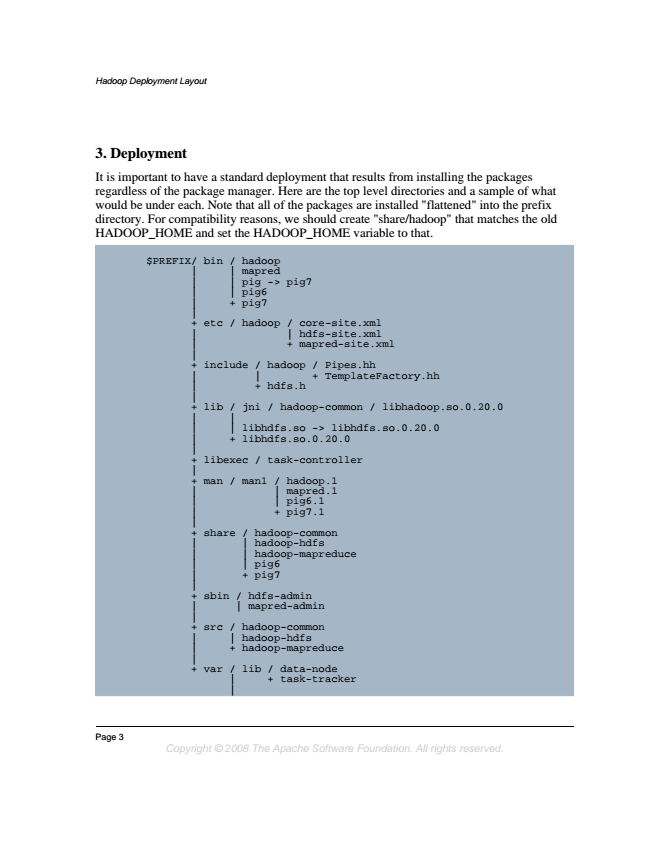 Hadoop Deployment Layout
3. Deployment
It is important to have a standard deployment that results from installing the packages
regardless of the package manager. Here are the top level directories and a sample of what
would be under each. Note that all of the packages are installed "flattened" into the prefix
directory. For compatibility reasons, we should create "share/hadoop" that matches the old
HADOOP_HOME and set the HADOOP_HOME variable to that.
$PREFIX/ bin / hadoop
       |     | mapred
       |     | pig -> pig7
       |     | pig6
       |     + pig7
       |
       + etc / hadoop / core-site.xml
       |              | hdfs-site.xml
       |              + mapred-site.xml
       |
       + include / hadoop / Pipes.hh
       |         |        + TemplateFactory.hh
       |         + hdfs.h
       |
       + lib / jni / hadoop-common / libhadoop.so.0.20.0
       |     |
       |     | libhdfs.so -> libhdfs.so.0.20.0
       |     + libhdfs.so.0.20.0
       |
       + libexec / task-controller
       |
       + man / man1 / hadoop.1
       |            | mapred.1
       |            | pig6.1
       |            + pig7.1
       |
       + share / hadoop-common
       |       | hadoop-hdfs
       |       | hadoop-mapreduce
       |       | pig6
       |       + pig7
       |
       + sbin / hdfs-admin
       |      | mapred-admin
       |
       + src / hadoop-common
       |     | hadoop-hdfs
       |     + hadoop-mapreduce
       |
       + var / lib / data-node
             |     + task-tracker
             |
Page 3
Copyright © 2008 The Apache Software Foundation. All rights reserved.